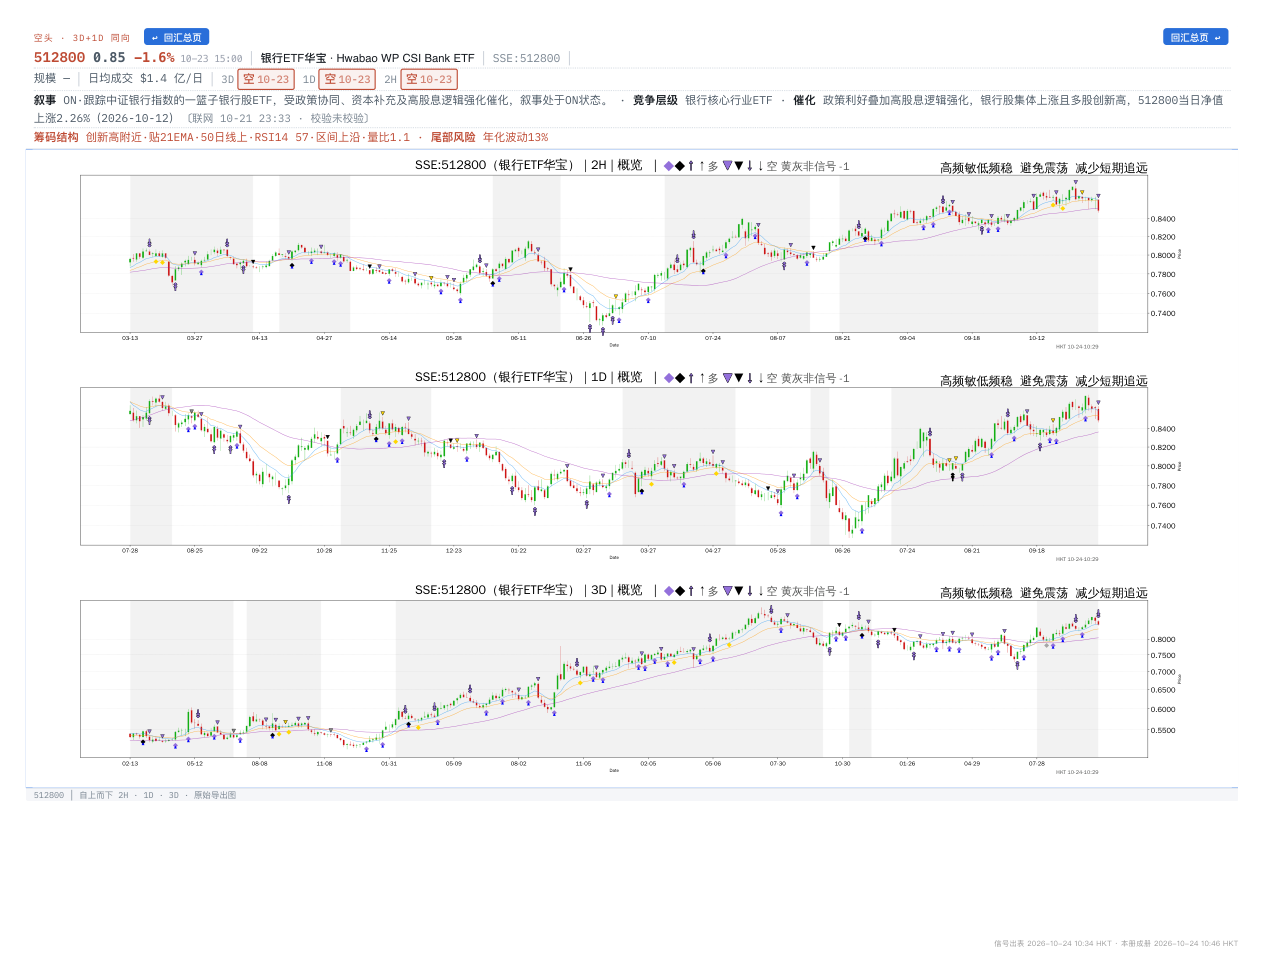 空头 · 3D+1D 同向 ↩ 回汇总页 回汇总页 ↩
512800 0.85 −1.6% 10−23 15:00 | 银行ETF华宝 · Hwabao WP CSI Bank ETF | SSE:512800 |
规模 — | 日均成交 $1.4 亿/日 | 3D 空 10-23 1D 空 10-23 2H 空 10-23
叙事 ON·跟踪中证银行指数的一篮子银行股ETF, 受政策协同、资本补充及高股息逻辑强化催化, 叙事处于ON状态。 · 竞争层级 银行核心行业ETF · 催化 政策利好叠加高股息逻辑强化, 银行股集体上涨且多股创新高, 512800当日净值
上涨2.26% (2026-10-12) 〔联网 10-21 23:33 · 校验未校验〕
筹码结构 创新高附近·贴21EMA·50日线上·RSI14 57·区间上沿·量比1.1 · 尾部风险 年化波动13%
SSE:512800（银行ETF华宝）| 2H | 概览 | ◆◆↑↑多 ▼▼↓↓空 黄灰非信号 ·1 高频敏低频稳 避免震荡 减少短期追远
0.8400
0.8200
0.8000
0.7800
0.7600
0.7400
Price
03-13 03-27 04-13 04-27 05-14 05-28 06-11 06-26 07-10 07-24 08-07 08-21 09-04 09-18 10-12
Date
HKT 10-24-10:29
SSE:512800（银行ETF华宝）| 1D | 概览 | ◆◆↑↑多 ▼▼↓↓空 黄灰非信号 ·1 高频敏低频稳 避免震荡 减少短期追远
0.8400
0.8200
0.8000
0.7800
0.7600
0.7400
Price
07-28 08-25 09-22 10-28 11-25 12-23 01-22 02-27 03-27 04-27 05-28 06-26 07-24 08-21 09-18
Date
HKT 10-24-10:29
SSE:512800（银行ETF华宝）| 3D | 概览 | ◆◆↑↑多 ▼▼↓↓空 黄灰非信号 ·1 高频敏低频稳 避免震荡 减少短期追远
0.8000
0.7500
0.7000
0.6500
0.6000
0.5500
Price
02-13 05-12 08-08 11-08 01-31 05-09 08-02 11-05 02-05 05-06 07-30 10-30 01-26 04-29 07-28
Date
HKT 10-24-10:29
512800 | 自上而下 2H · 1D · 3D · 原始导出图
信号出表 2026-10-24 10:34 HKT · 本册成册 2026-10-24 10:46 HKT